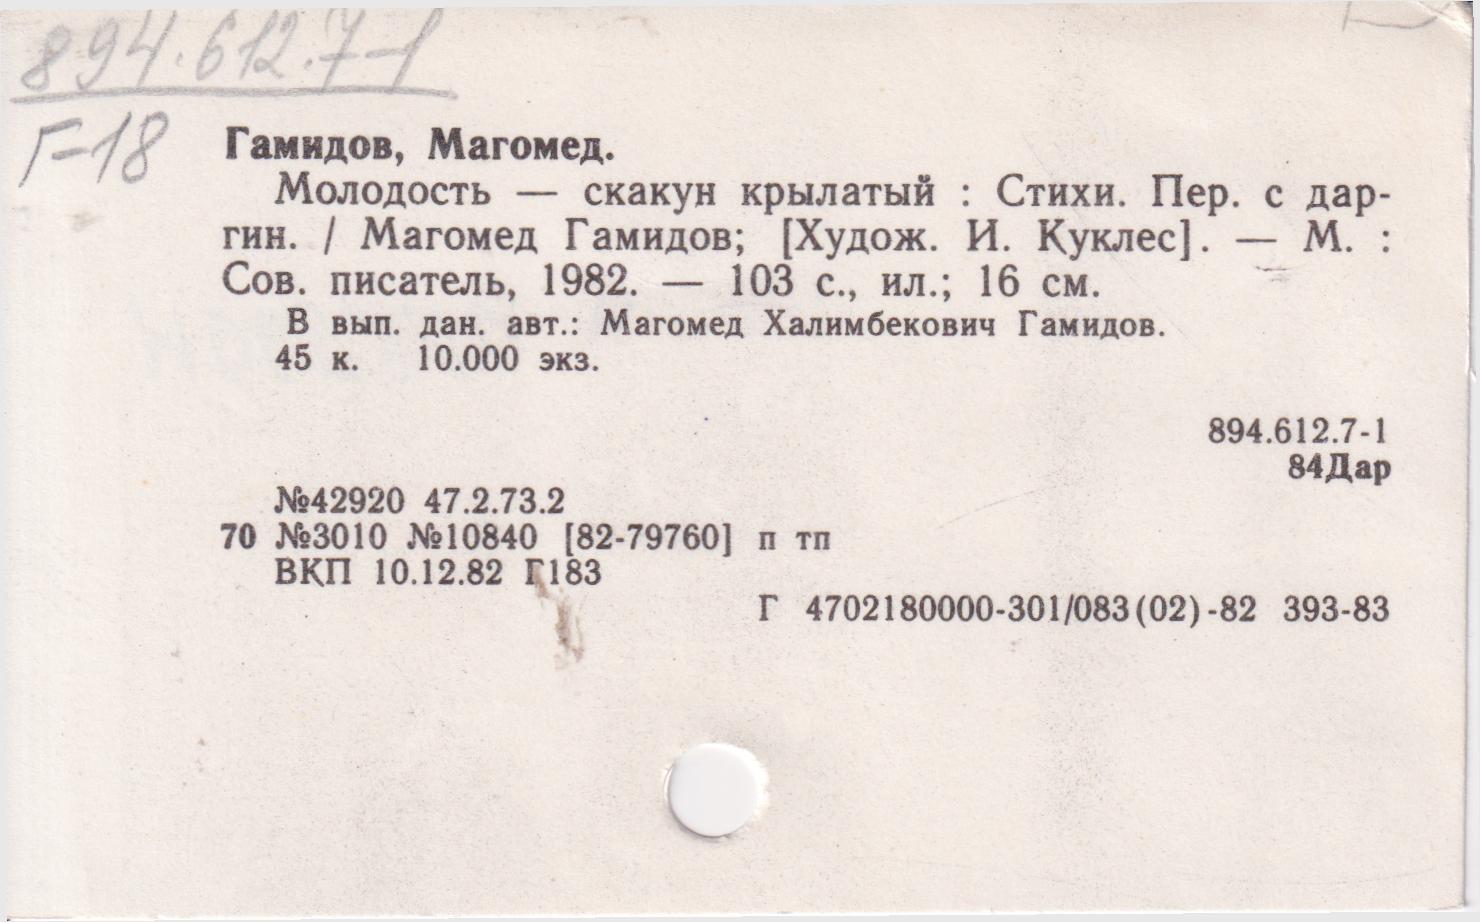 894.612.7-1
Г-18
Гамидов, Магомед.
Молодость — скакун крылатый : Стихи. Пер. с дар-
гин. / Магомед Гамидов; [Худож. И. Куклес]. — М. :
Сов. писатель, 1982. — 103 с., ил.; 16 см.
В вып. дан. авт.: Магомед Халимбекович Гамидов.
45 к. 10.000 экз.
894.612.7-1
84Дар
№42920 47.2.73.2
70 №3010 №10840 [82-79760] п тп
ВКП 10.12.82 Г183
Г 4702180000-301/083(02)-82 393-83